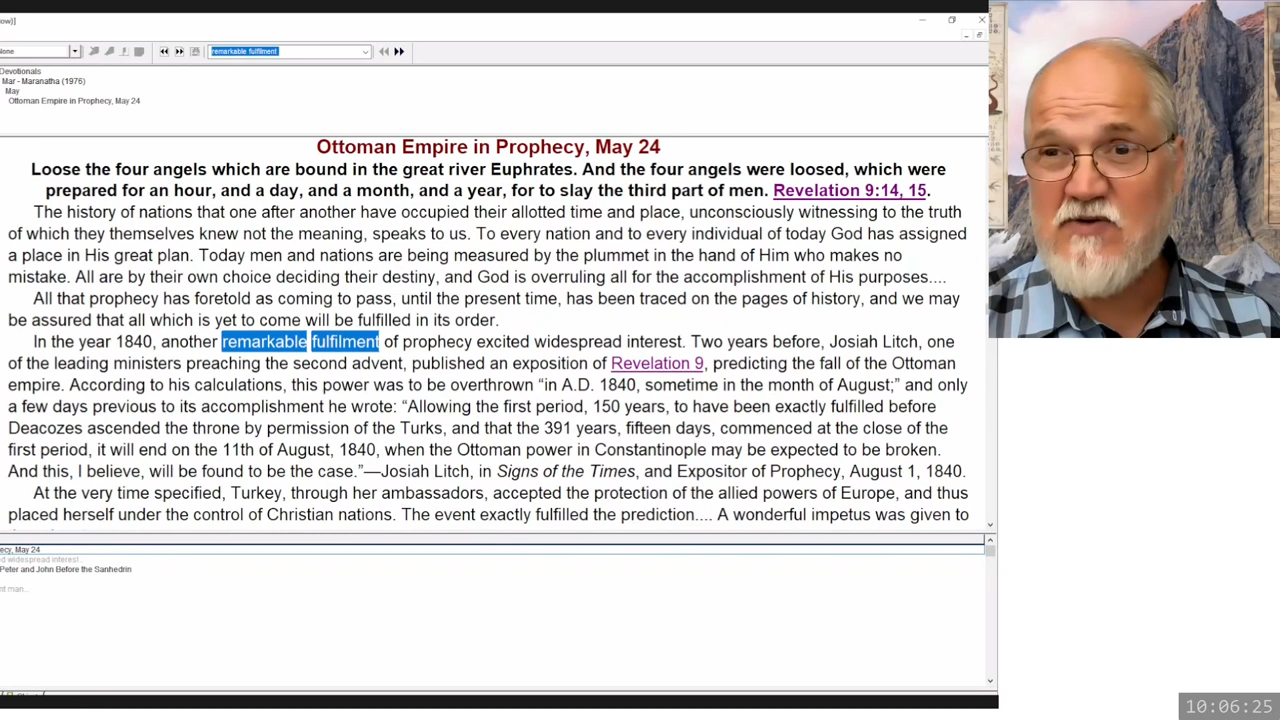 ow)]
None
remarkable fulfilment
Devotionals
Mar - Maranatha (1976)
May
Ottoman Empire in Prophecy, May 24
Ottoman Empire in Prophecy, May 24
Loose the four angels which are bound in the great river Euphrates. And the four angels were loosed, which were
prepared for an hour, and a day, and a month, and a year, for to slay the third part of men. Revelation 9:14, 15.
The history of nations that one after another have occupied their allotted time and place, unconsciously witnessing to the truth
of which they themselves knew not the meaning, speaks to us. To every nation and to every individual of today God has assigned
a place in His great plan. Today men and nations are being measured by the plummet in the hand of Him who makes no
mistake. All are by their own choice deciding their destiny, and God is overruling all for the accomplishment of His purposes....
All that prophecy has foretold as coming to pass, until the present time, has been traced on the pages of history, and we may
be assured that all which is yet to come will be fulfilled in its order.
In the year 1840, another remarkable fulfilment of prophecy excited widespread interest. Two years before, Josiah Litch, one
of the leading ministers preaching the second advent, published an exposition of Revelation 9, predicting the fall of the Ottoman
empire. According to his calculations, this power was to be overthrown “in A.D. 1840, sometime in the month of August;” and only
a few days previous to its accomplishment he wrote: “Allowing the first period, 150 years, to have been exactly fulfilled before
Deacozes ascended the throne by permission of the Turks, and that the 391 years, fifteen days, commenced at the close of the
first period, it will end on the 11th of August, 1840, when the Ottoman power in Constantinople may be expected to be broken.
And this, I believe, will be found to be the case.”—Josiah Litch, in Signs of the Times, and Expositor of Prophecy, August 1, 1840.
At the very time specified, Turkey, through her ambassadors, accepted the protection of the allied powers of Europe, and thus
placed herself under the control of Christian nations. The event exactly fulfilled the prediction.... A wonderful impetus was given to
ecy, May 24
ed widespread interest.
Peter and John Before the Sanhedrin
nt man...
10:06:25